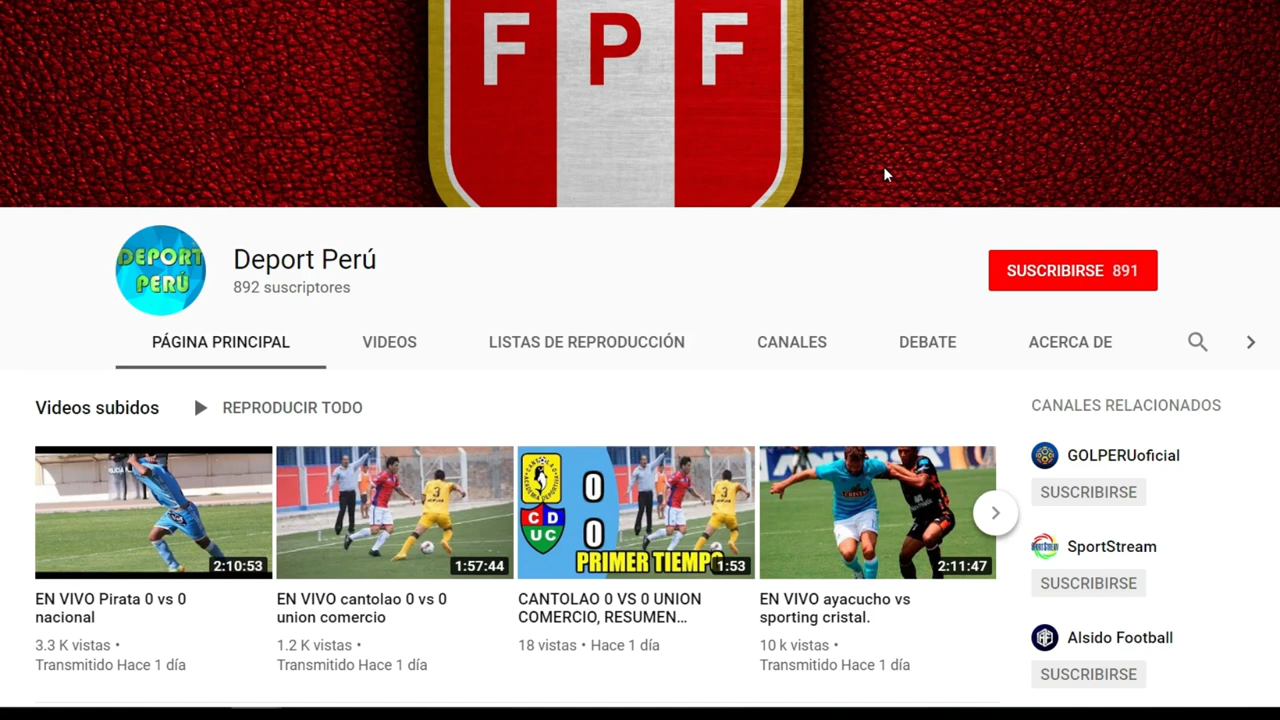 F P F
DEPORT
PERÚ
Deport Perú
892 suscriptores
SUSCRIBIRSE 891
PÁGINA PRINCIPAL
VIDEOS
LISTAS DE REPRODUCCIÓN
CANALES
DEBATE
ACERCA DE
Videos subidos
REPRODUCIR TODO
2:10:53
EN VIVO Pirata 0 vs 0
nacional
3.3 K vistas •
Transmitido Hace 1 día
3
1:57:44
EN VIVO cantolao 0 vs 0
union comercio
1.2 K vistas •
Transmitido Hace 1 día
0
C D
U C
0
3
PRIMER TIEMPO
1:53
CANTOLAO 0 VS 0 UNION
COMERCIO, RESUMEN...
18 vistas • Hace 1 día
2:11:47
EN VIVO ayacucho vs
sporting cristal.
10 k vistas •
Transmitido Hace 1 día
CANALES RELACIONADOS
GOLPERUoficial
SUSCRIBIRSE
SportStream
SUSCRIBIRSE
Alsido Football
SUSCRIBIRSE